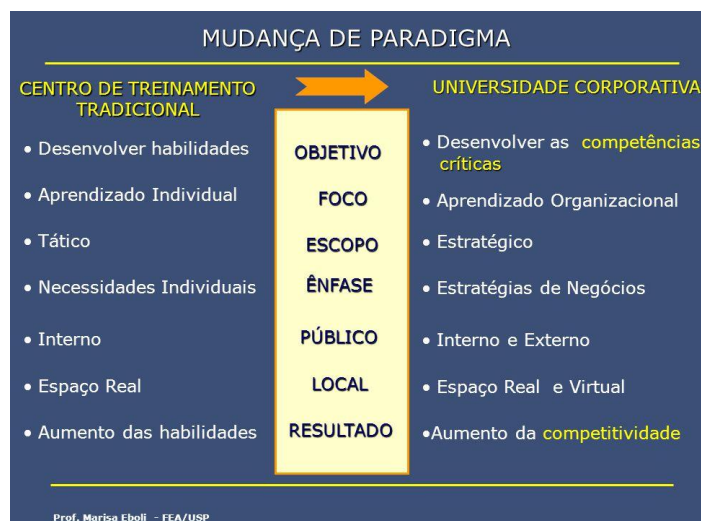 MUDANÇA DE PARADIGMA
CENTRO DE TREINAMENTO
TRADICIONAL
UNIVERSIDADE CORPORATIVA
• Desenvolver habilidades
OBJETIVO
• Desenvolver as competências
críticas
• Aprendizado Individual
FOCO
• Aprendizado Organizacional
• Tático
ESCOPO
• Estratégico
• Necessidades Individuais
ÊNFASE
• Estratégias de Negócios
• Interno
PÚBLICO
• Interno e Externo
• Espaço Real
LOCAL
• Espaço Real e Virtual
• Aumento das habilidades
RESULTADO
•Aumento da competitividade
Prof. Marisa Eboli - FEA/USP